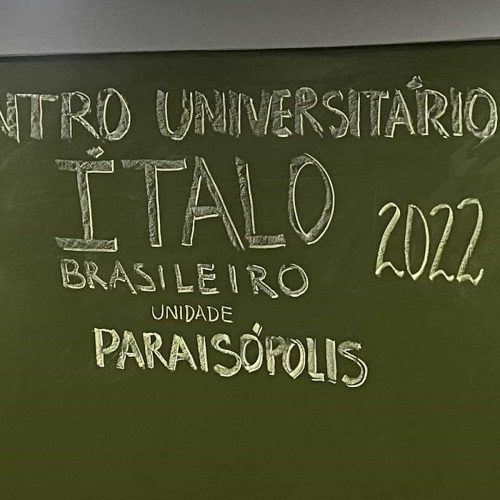 NTRO UNIVERSITÁRIO
ÍTALO
BRASILEIRO
2022
UNIDADE
PARAISÓPOLIS